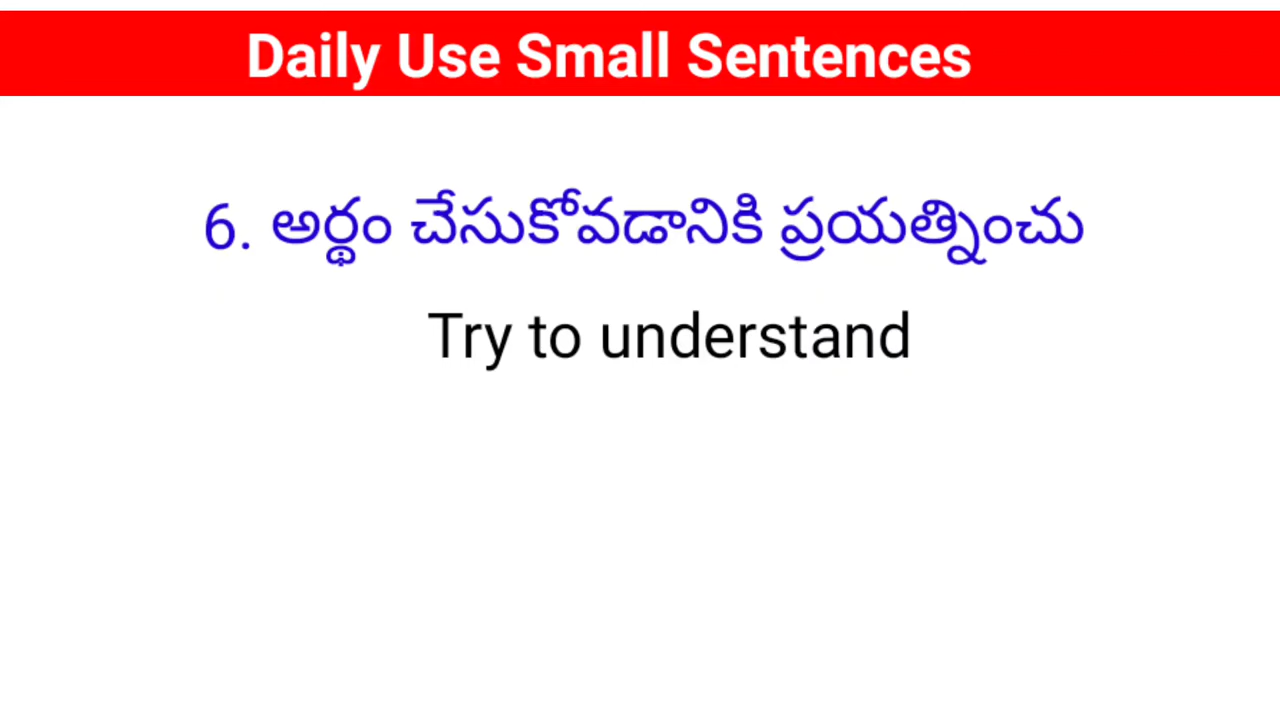 Daily Use Small Sentences
6. అర్థం చేసుకోవడానికి ప్రయత్నించు
Try to understand